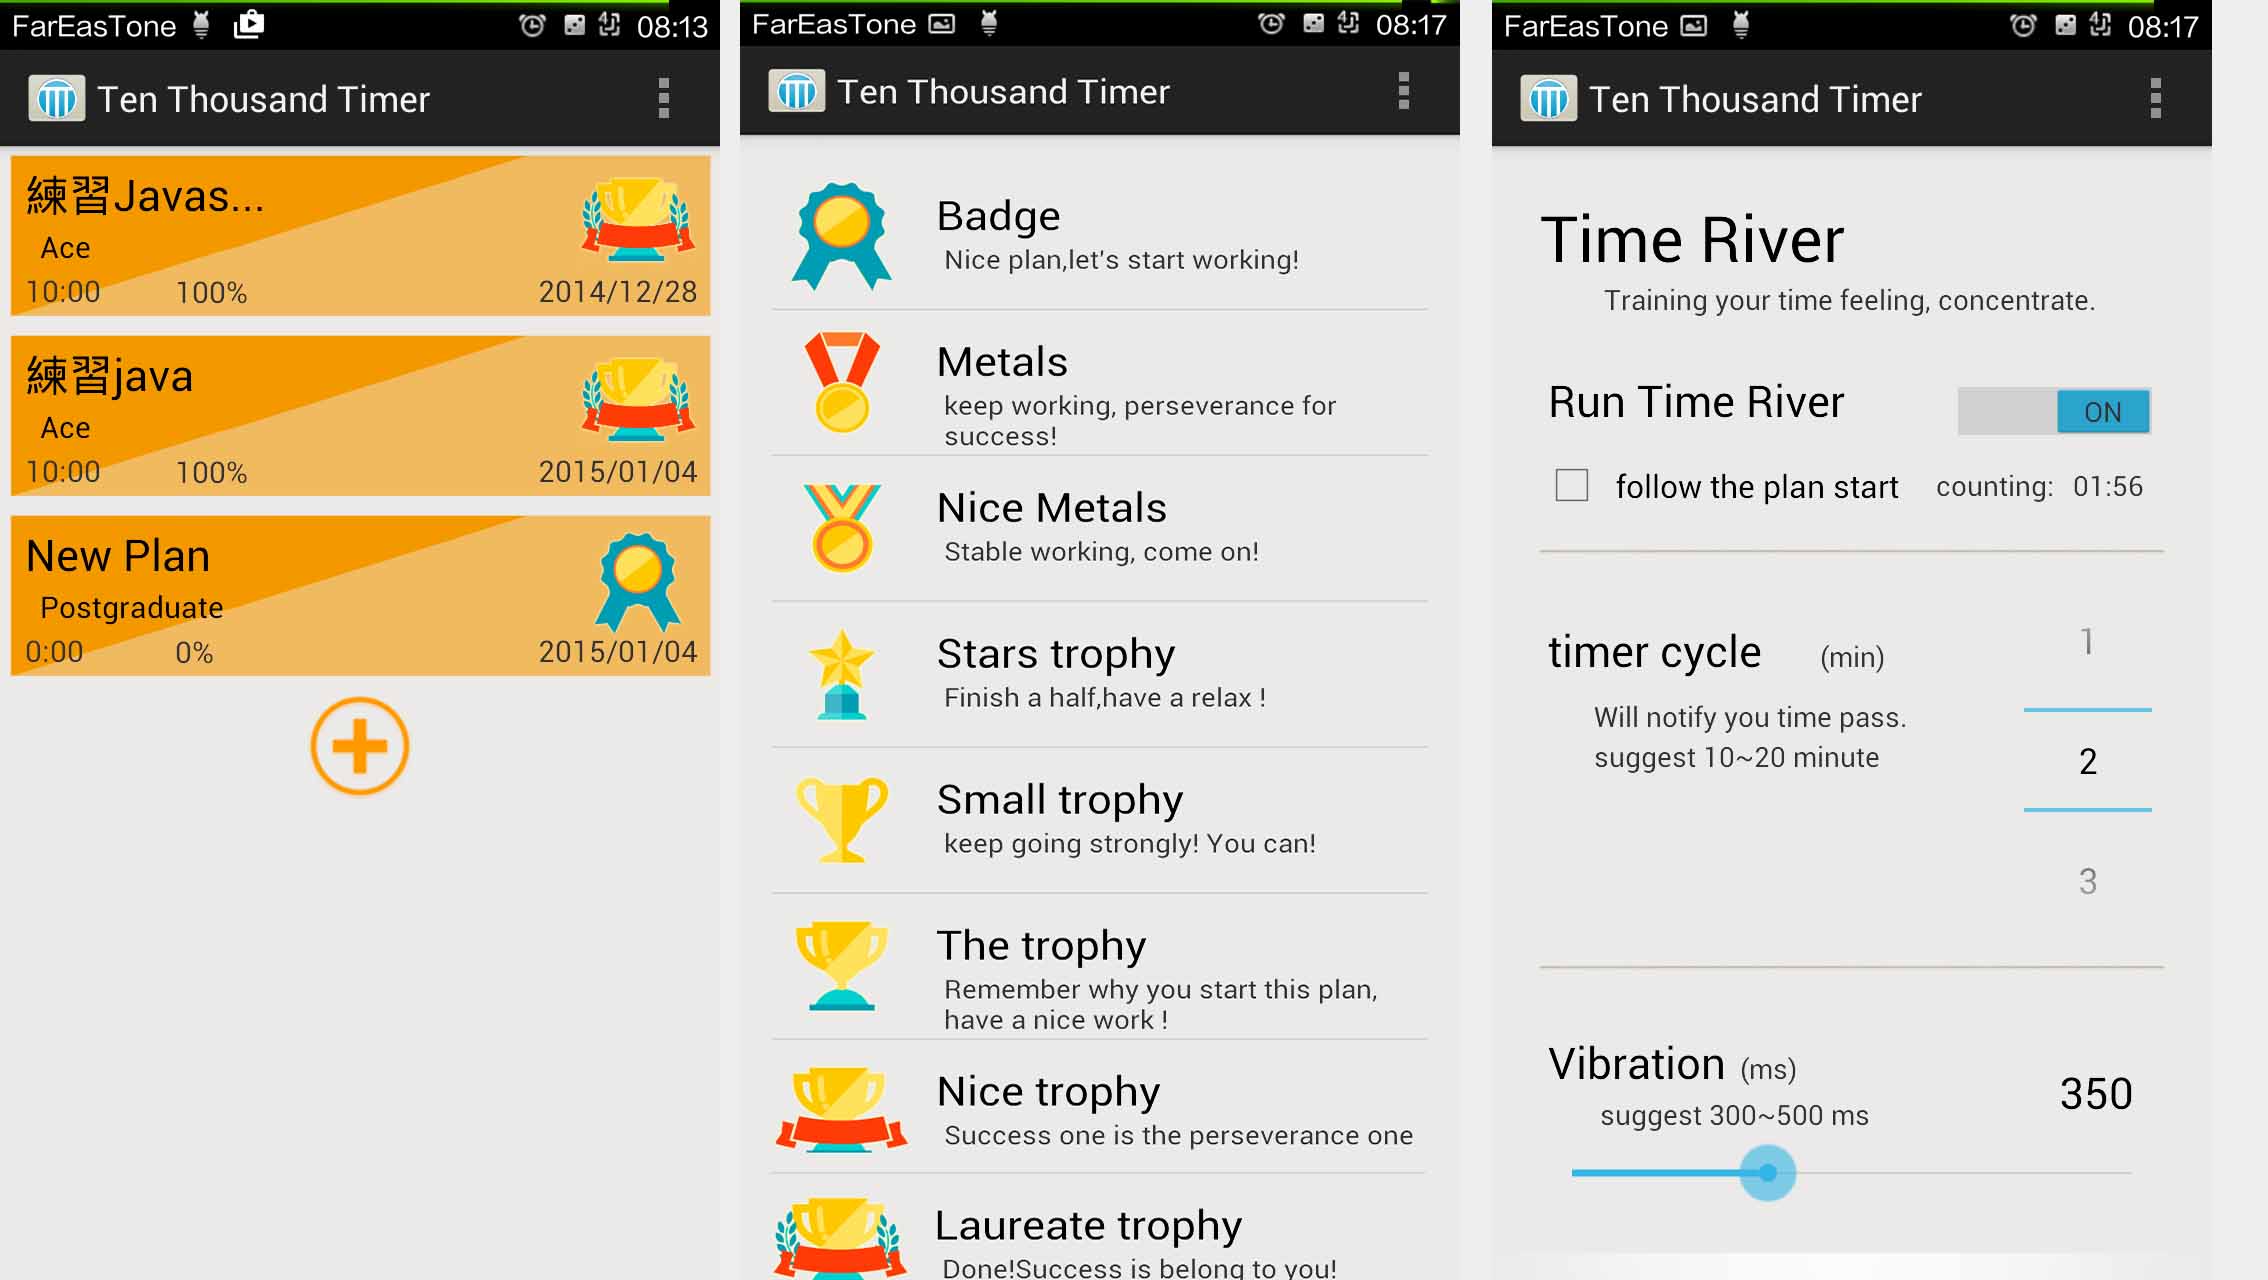 FarEasTone 08:13
Ten Thousand Timer
練習Javas...
Ace
10:00 100% 2014/12/28
練習java
Ace
10:00 100% 2015/01/04
New Plan
Postgraduate
0:00 0% 2015/01/04
FarEasTone 08:17
Ten Thousand Timer
Badge
Nice plan,let's start working!
Metals
keep working, perseverance for
success!
Nice Metals
Stable working, come on!
Stars trophy
Finish a half,have a relax !
Small trophy
keep going strongly! You can!
The trophy
Remember why you start this plan,
have a nice work !
Nice trophy
Success one is the perseverance one
Laureate trophy
Done!Success is belong to you!
FarEasTone 08:17
Ten Thousand Timer
Time River
Training your time feeling, concentrate.
Run Time River ON
follow the plan start counting: 01:56
1
timer cycle (min)
Will notify you time pass.
suggest 10~20 minute
2
3
Vibration (ms)
350
suggest 300~500 ms